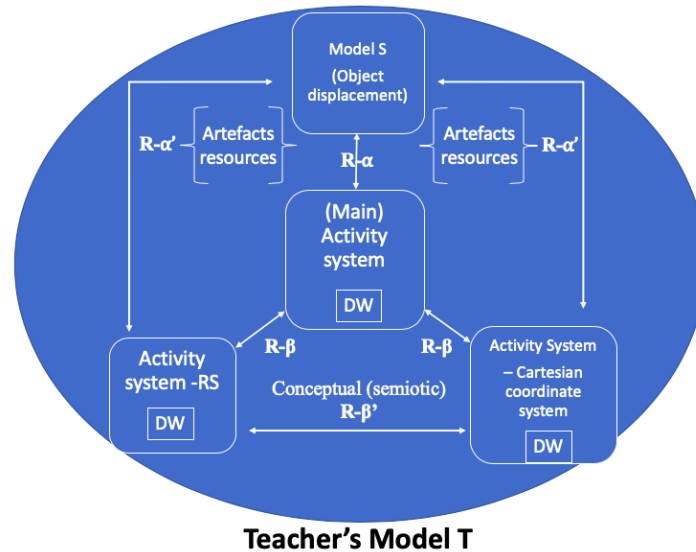 Model S
(Object
displacement)
Artefacts
resources
R-α’
R-α
Artefacts
resources
R-α’
(Main)
Activity
system
DW
R-β
R-β
Activity
system -RS
DW
Conceptual (semiotic)
R-β’
Activity System
– Cartesian
coordinate
system
DW
Teacher’s Model T